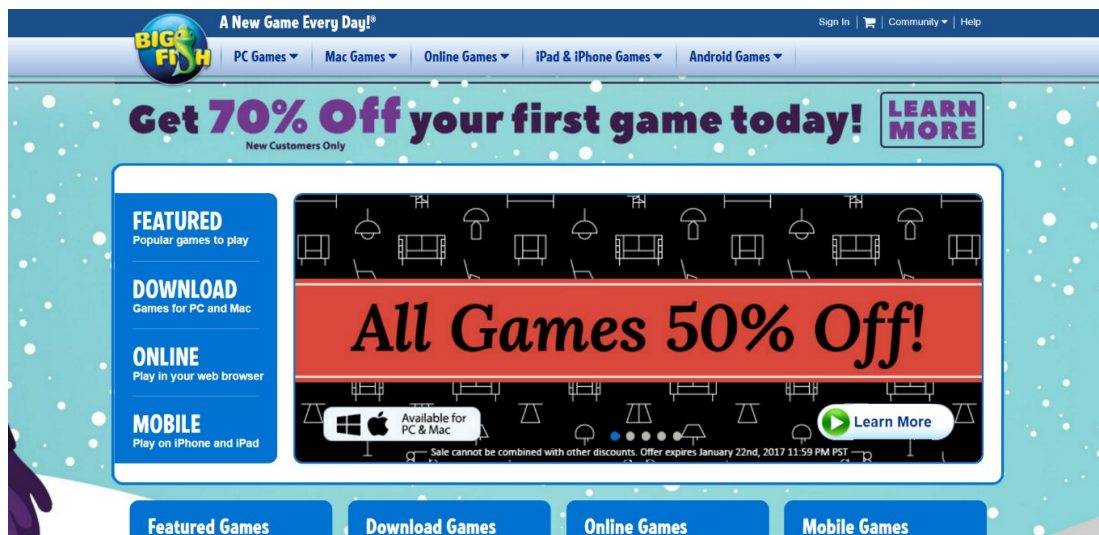 A New Game Every Day!®
Sign In | Community | Help
BIG FISH
PC Games
Mac Games
Online Games
iPad & iPhone Games
Android Games
Get 70% Off your first game today!
New Customers Only
LEARN MORE
FEATURED
Popular games to play
DOWNLOAD
Games for PC and Mac
ONLINE
Play in your web browser
MOBILE
Play on iPhone and iPad
All Games 50% Off!
Available for
PC & Mac
Learn More
Sale cannot be combined with other discounts. Offer expires January 22nd, 2017 11:59 PM PST
Featured Games
Download Games
Online Games
Mobile Games